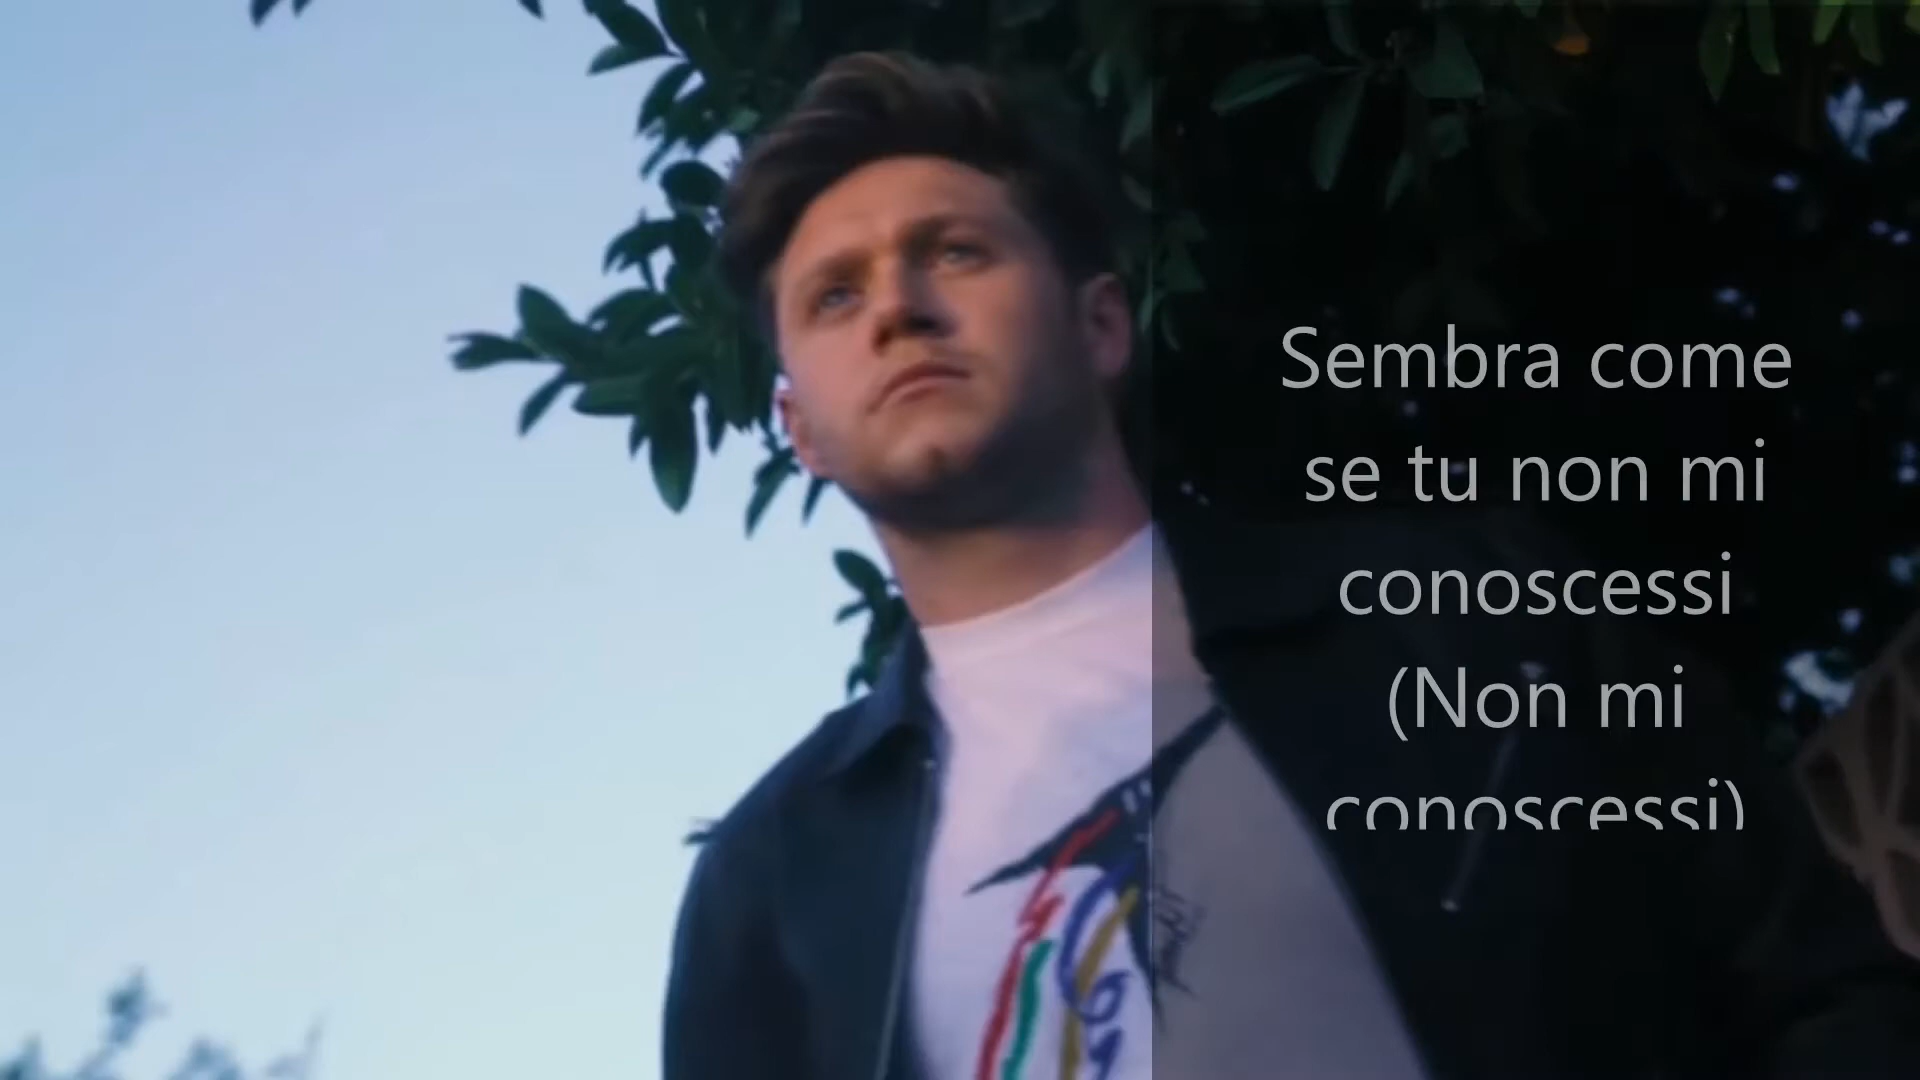 Sembra come
se tu non mi
conoscessi
(Non mi
conoscessi)